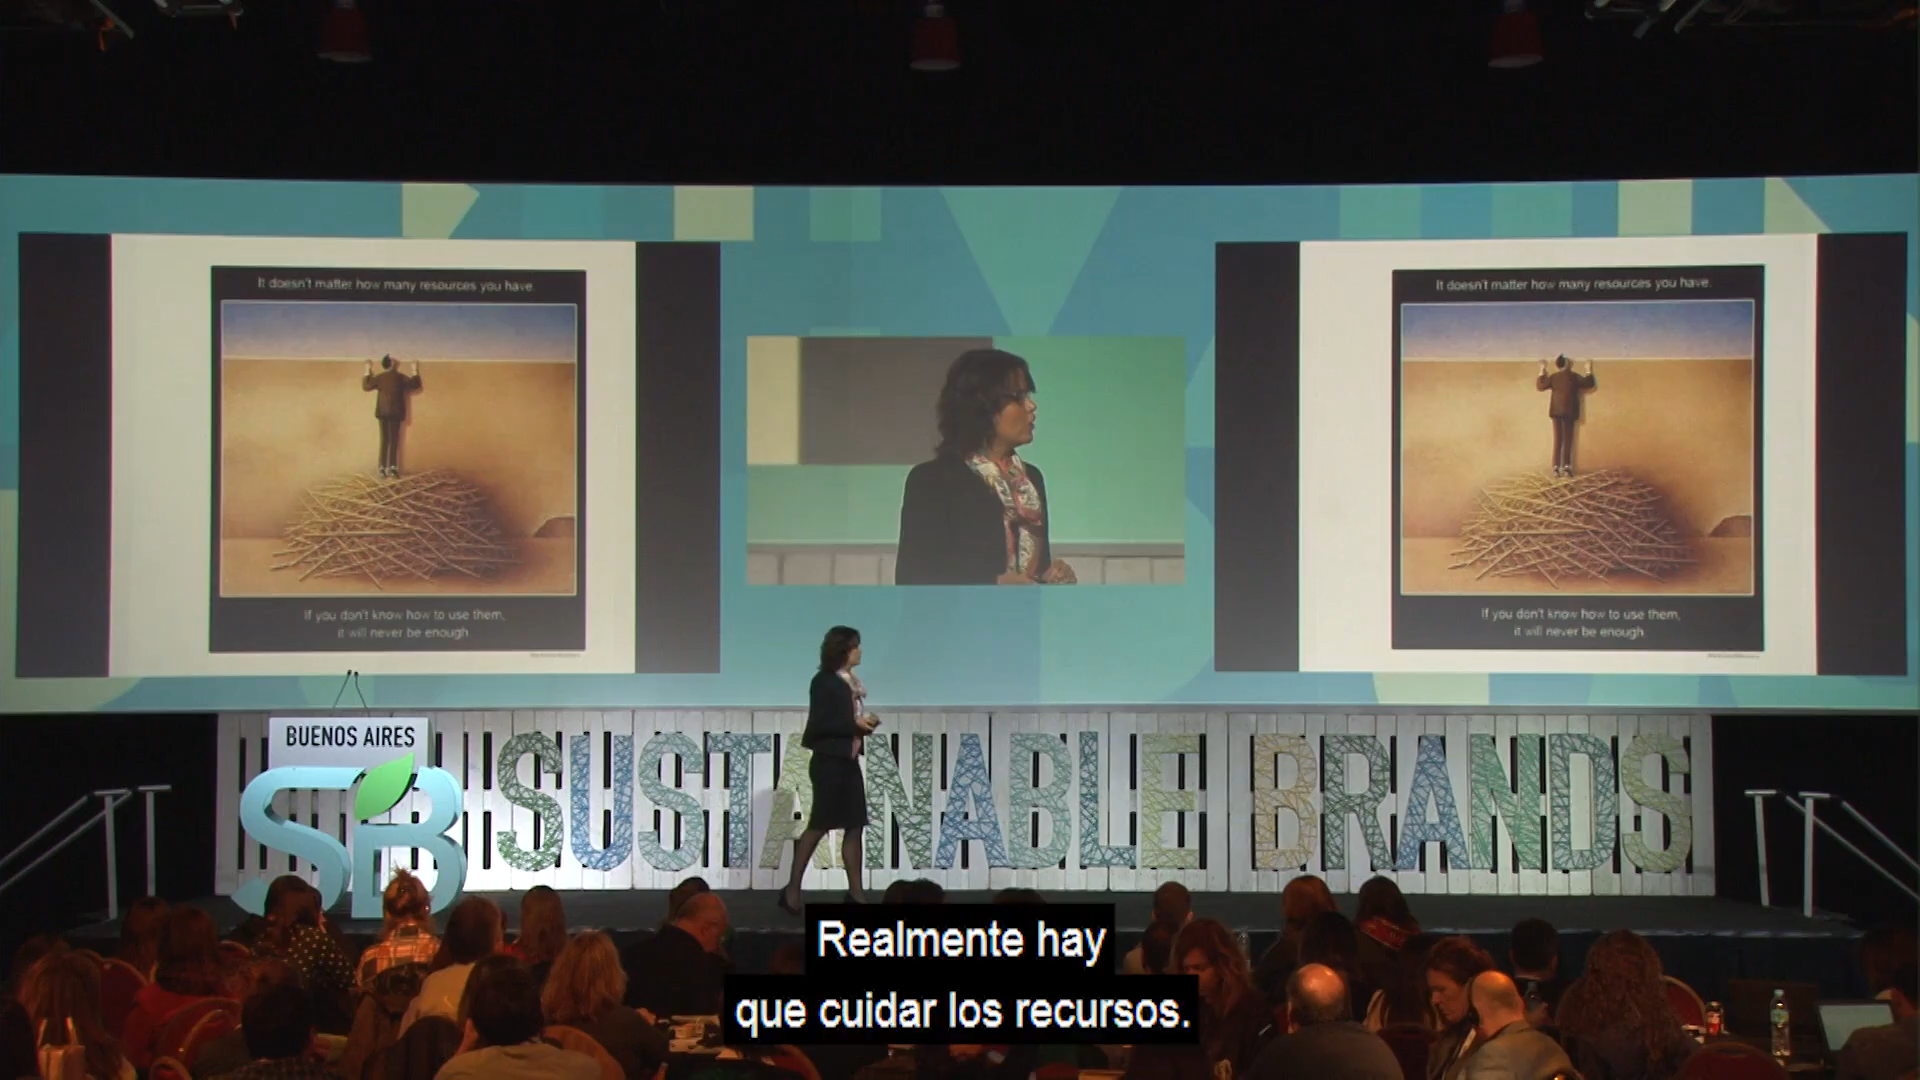 It doesn't matter how many resources you have.
If you don't know how to use them,
it will never be enough.
It doesn't matter how many resources you have.
If you don't know how to use them,
it will never be enough.
BUENOS AIRES
SB
SUSTAINABLE BRANDS
Realmente hay
que cuidar los recursos.